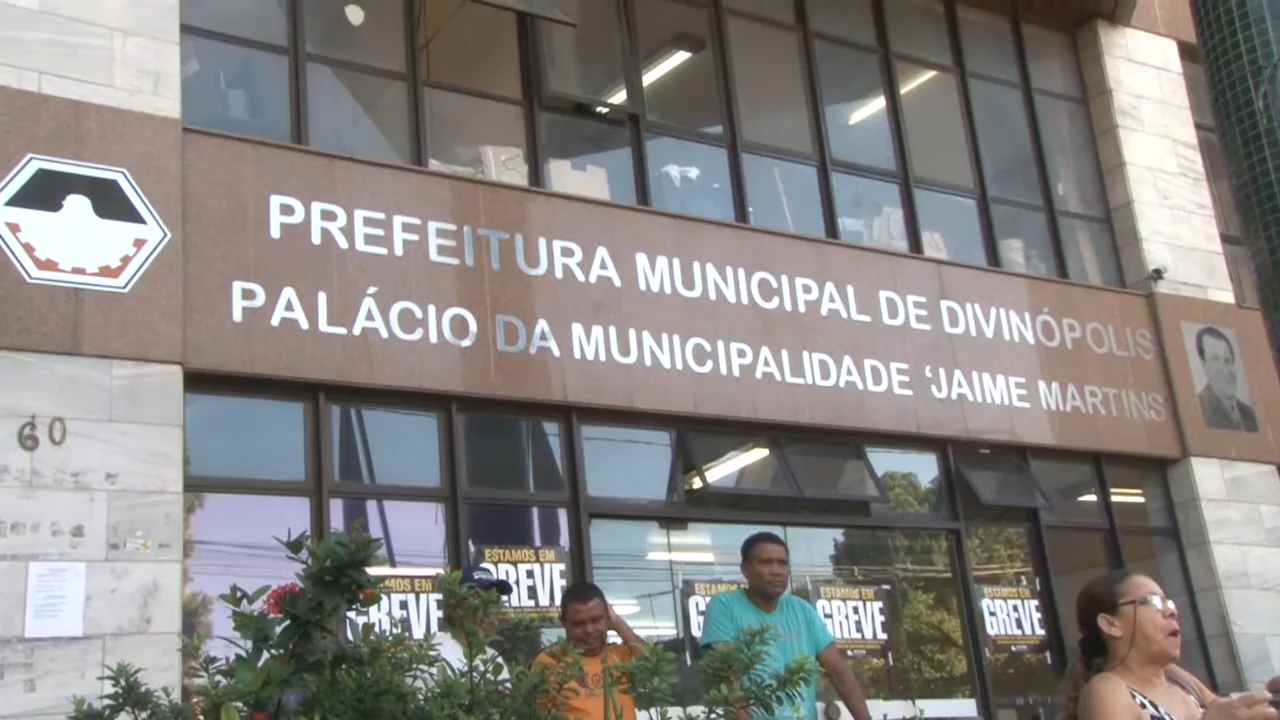 PREFEITURA MUNICIPAL DE DIVINÓPOLIS
PALÁCIO DA MUNICIPALIDADE 'JAIME MARTINS
60
ESTAMOS EM
GREVE
ESTAMOS EM
GREVE
ESTAMOS EM
ESTAMOS EM
GREVE
ESTAMOS EM
GREVE